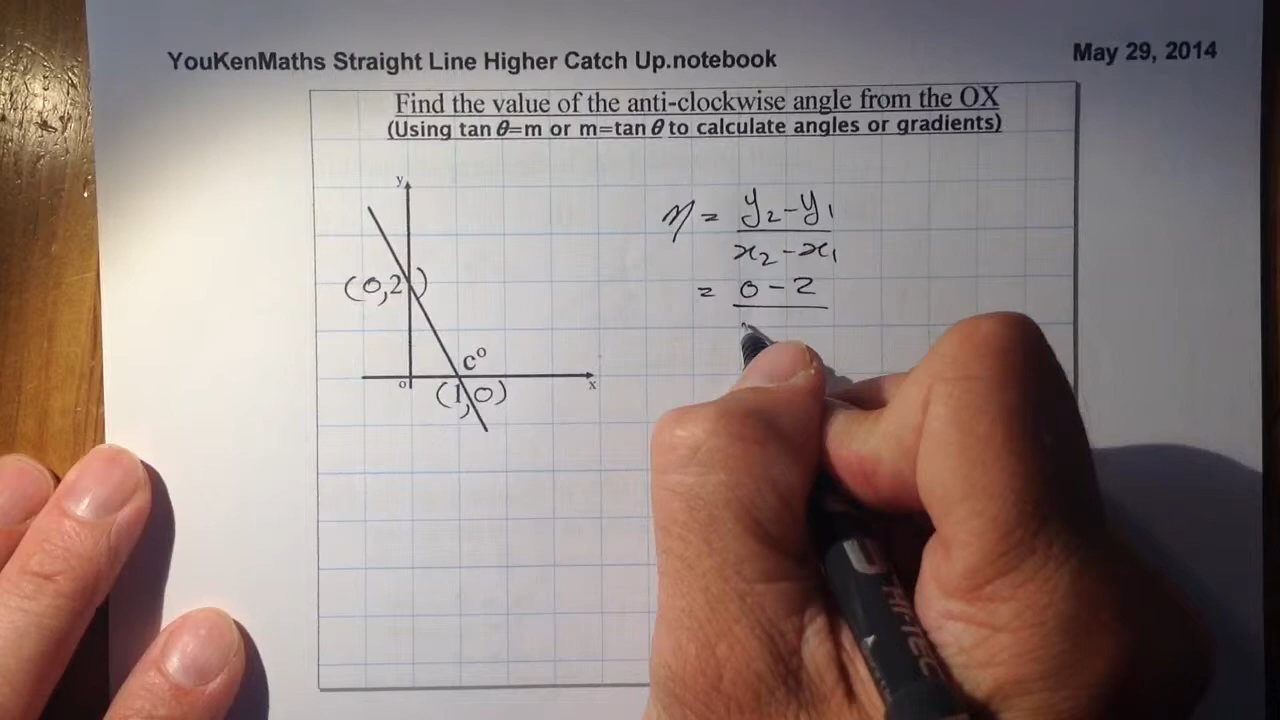 YouKenMaths Straight Line Higher Catch Up.notebook
May 29, 2014
Find the value of the anti-clockwise angle from the OX
(Using tan θ=m or m=tan θ to calculate angles or gradients)
y
m = y₂-y₁
x₂-x₁
(0,2)
= 0-2
c°
o
x
(1,0)
HI-TEC